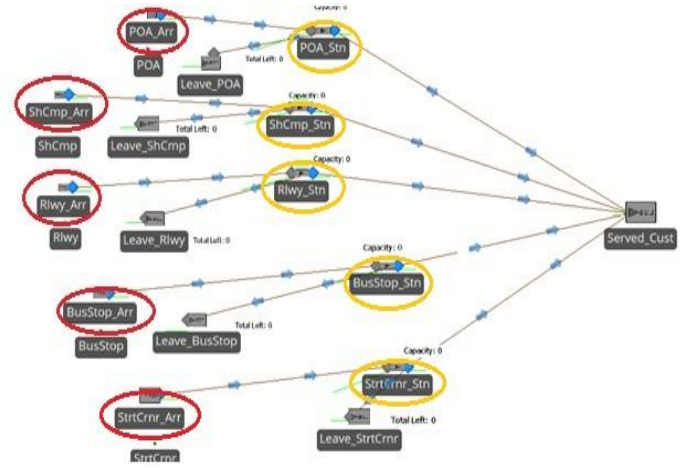 Capacity: 0
POA_Arr
POA_Stn
POA
Total Left: 0
Leave_POA
Capacity: 0
ShCmp_Arr
ShCmp_Stn
Total Left: 0
ShCmp
Leave_ShCmp
Capacity: 0
Rlwy_Arr
Rlwy_Stn
Rlwy
Leave_Rlwy
Total Left: 0
Served_Cust
Capacity: 0
BusStop_Arr
BusStop_Stn
Total Left: 0
BusStop
Leave_BusStop
Capacity: 0
StrtCrnr_Arr
StrtCrnr_Stn
Total Left: 0
Leave_StrtCrnr
StrtCrnr